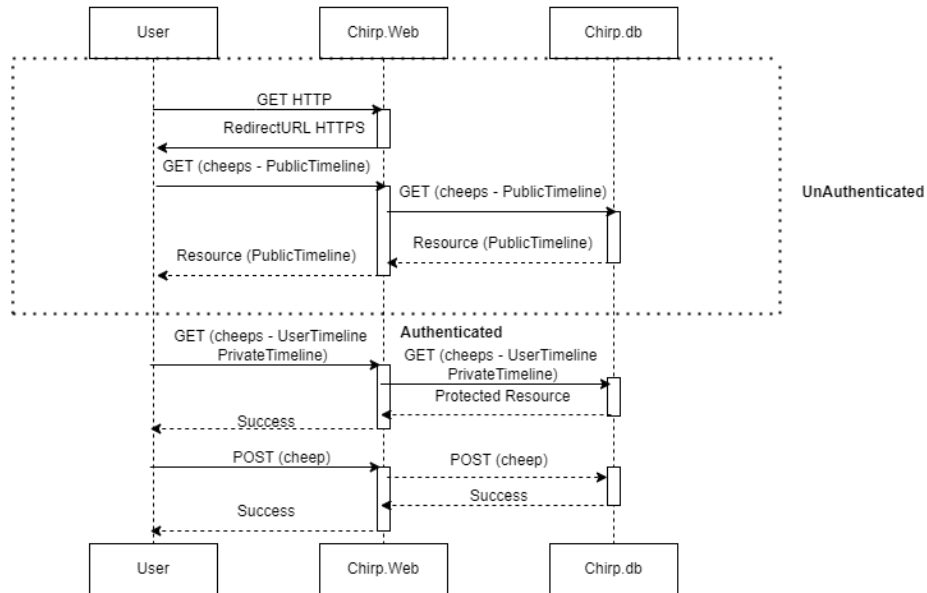 User
Chirp.Web
Chirp.db
GET HTTP
RedirectURL HTTPS
GET (cheeps - PublicTimeline)
GET (cheeps - PublicTimeline)
UnAuthenticated
Resource (PublicTimeline)
Resource (PublicTimeline)
Authenticated
GET (cheeps - UserTimeline
PrivateTimeline)
GET (cheeps - UserTimeline
PrivateTimeline)
Protected Resource
Success
POST (cheep)
POST (cheep)
Success
Success
User
Chirp.Web
Chirp.db